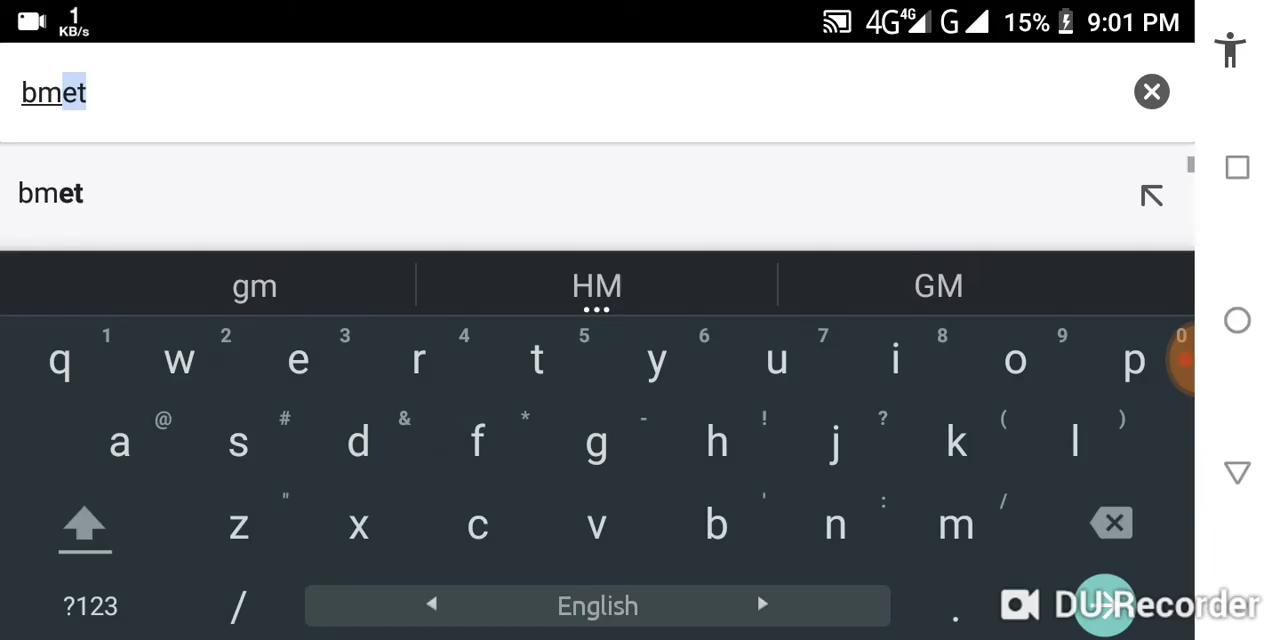 1
KB/s
4G 4G G 15% 9:01 PM
bmet
bmet
gm HM GM
1 2 3 4 5 6 7 8 9 0
q w e r t y u i o p
@ # & * - ! ? ( )
a s d f g h j k l
" ' : /
z x c v b n m
?123 / English .
DU Recorder